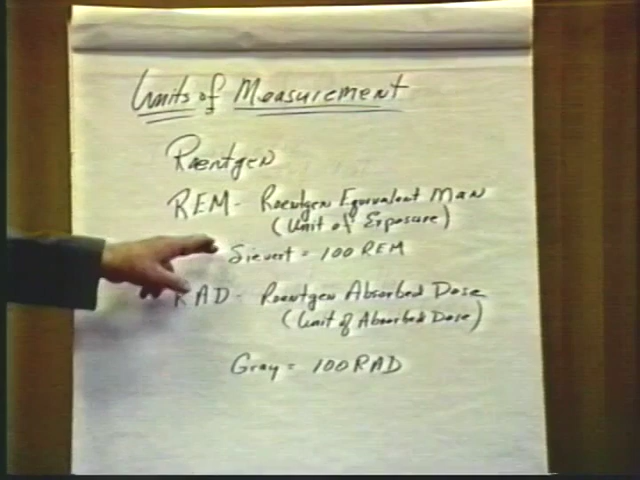 Units of Measurement
Roentgen
REM - Roentgen Equivalent Man
(Unit of Exposure)
Sievert = 100 REM
RAD - Roentgen Absorbed Dose
(Unit of Absorbed Dose)
Gray = 100 RAD